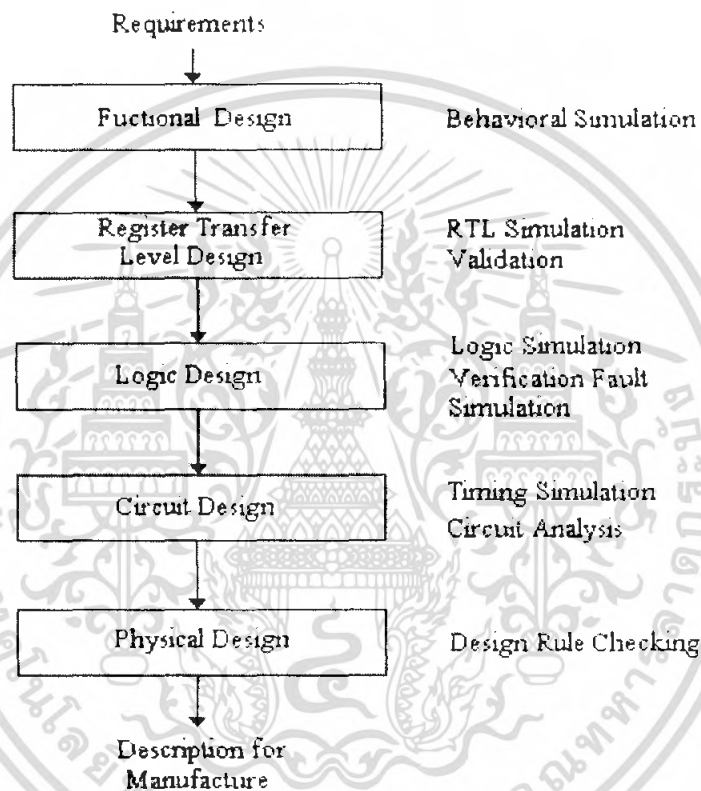 Requirements
Fuctional Design
Behavioral Simulation
Register Transfer
Level Design
RTL Simulation
Validation
Logic Design
Logic Simulation
Verification Fault
Simulation
Circuit Design
Timing Simulation
Circuit Analysis
Physical Design
Design Rule Checking
Description for
Manufacture